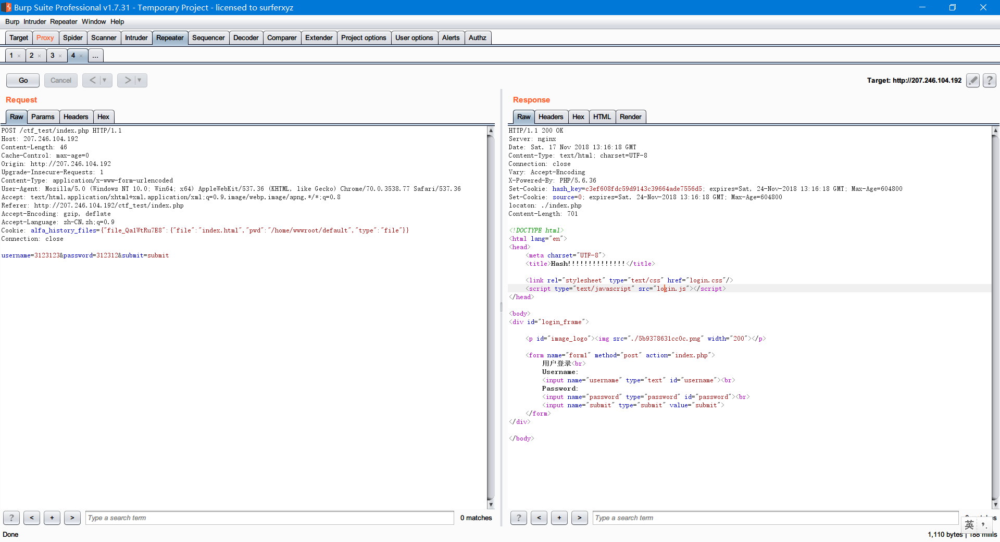 Burp Suite Professional v1.7.31 - Temporary Project - licensed to surferxyz
Burp Intruder Repeater Window Help
Target Proxy Spider Scanner Intruder Repeater Sequencer Decoder Comparer Extender Project options User options Alerts Authz
1 × 2 × 3 × 4 × ...
Go Cancel < ▼ > ▼ Target: http://207.246.104.192 ?
Request
Raw Params Headers Hex
POST /ctf_test/index.php HTTP/1.1
Host: 207.246.104.192
Content-Length: 46
Cache-Control: max-age=0
Origin: http://207.246.104.192
Upgrade-Insecure-Requests: 1
Content-Type: application/x-www-form-urlencoded
User-Agent: Mozilla/5.0 (Windows NT 10.0; Win64; x64) AppleWebKit/537.36 (KHTML, like Gecko) Chrome/70.0.3538.77 Safari/537.36
Accept: text/html,application/xhtml+xml,application/xml;q=0.9,image/webp,image/apng,*/*;q=0.8
Referer: http://207.246.104.192/ctf_test/index.php
Accept-Encoding: gzip, deflate
Accept-Language: zh-CN,zh;q=0.9
Cookie: alfa_history_files={"file_Qa1WtRu7E8":{"file":"index.html","pwd":"/home/wwwroot/default","type":"file"}}
Connection: close
username=3123123&password=312312&submit=submit
? < + > Type a search term 0 matches
Done
Response
Raw Headers Hex HTML Render
HTTP/1.1 200 OK
Server: nginx
Date: Sat, 17 Nov 2018 13:16:18 GMT
Content-Type: text/html; charset=UTF-8
Connection: close
Vary: Accept-Encoding
X-Powered-By: PHP/5.6.36
Set-Cookie: hash_key=c3ef608fdc59d9143c39664ade7556d5; expires=Sat, 24-Nov-2018 13:16:18 GMT; Max-Age=604800
Set-Cookie: source=0; expires=Sat, 24-Nov-2018 13:16:18 GMT; Max-Age=604800
locaton: ./index.php
Content-Length: 701
<!DOCTYPE html>
<html lang="en">
<head>
<meta charset="UTF-8">
<title>Hash!!!!!!!!!!!!!!</title>
<link rel="stylesheet" type="text/css" href="login.css"/>
<script type="text/javascript" src="login.js"></script>
</head>
<body>
<div id="login_frame">
<p id="image_logo"><img src="./5b9378631cc0c.png" width="200"></p>
<form name="form1" method="post" action="index.php">
用户登录<br>
Username:
<input name="username" type="text" id="username"><br>
Password:
<input name="password" type="password" id="password"><br>
<input name="submit" type="submit" value="submit">
</form>
</div>
</body>
? < + > Type a search term
英
1,110 bytes |